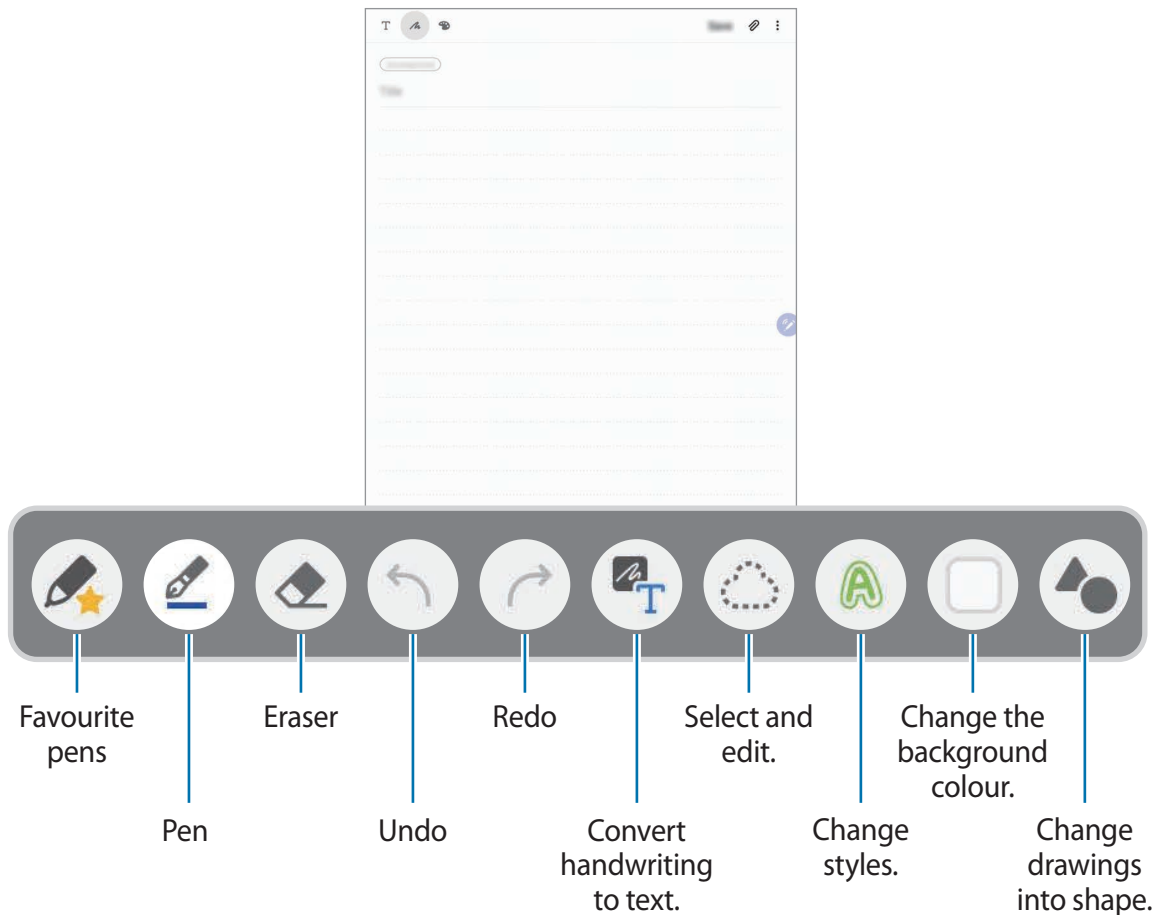 T
Favourite
pens
Eraser
Redo
Select and
edit.
Change the
background
colour.
Pen
Undo
Convert
handwriting
to text.
Change
styles.
Change
drawings
into shape.